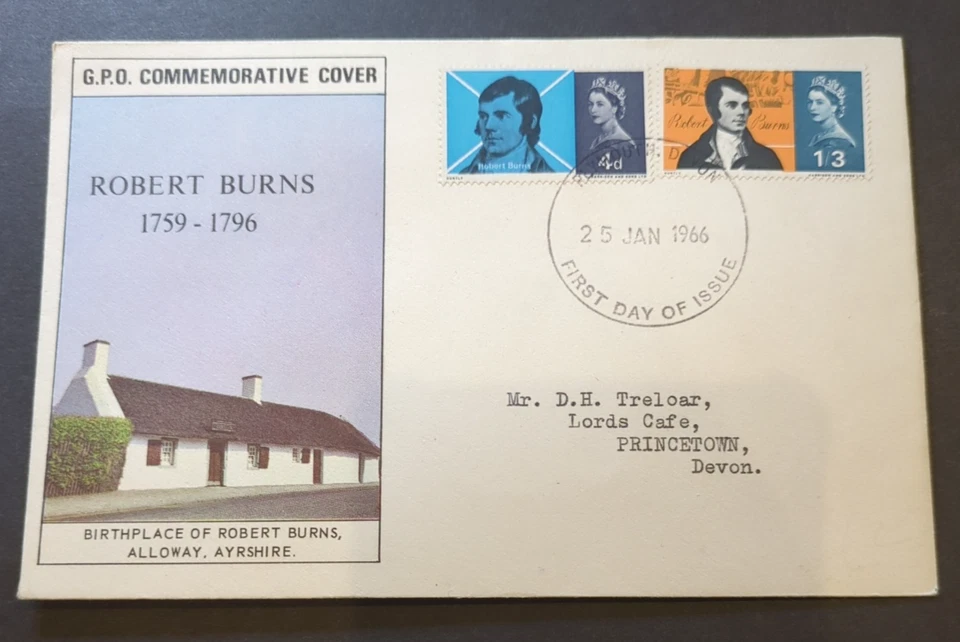 G.P.O. COMMEMORATIVE COVER
ROBERT BURNS
1759 - 1796
BIRTHPLACE OF ROBERT BURNS,
ALLOWAY, AYRSHIRE.
Robert Burns
4d
Robert Burns
1/3
25 JAN 1966
FIRST DAY OF ISSUE
Mr. D.H. Treloar,
Lords Cafe,
PRINCETOWN,
Devon.